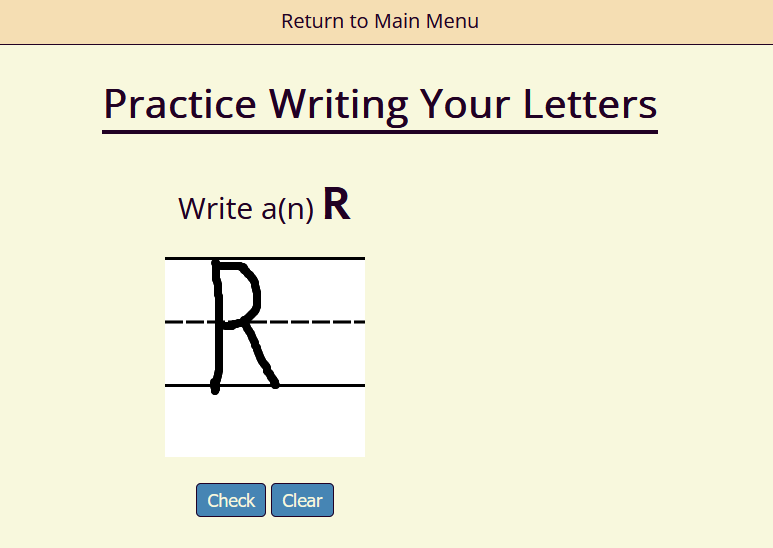 Return to Main Menu
Practice Writing Your Letters
Write a(n) R
R
Check Clear